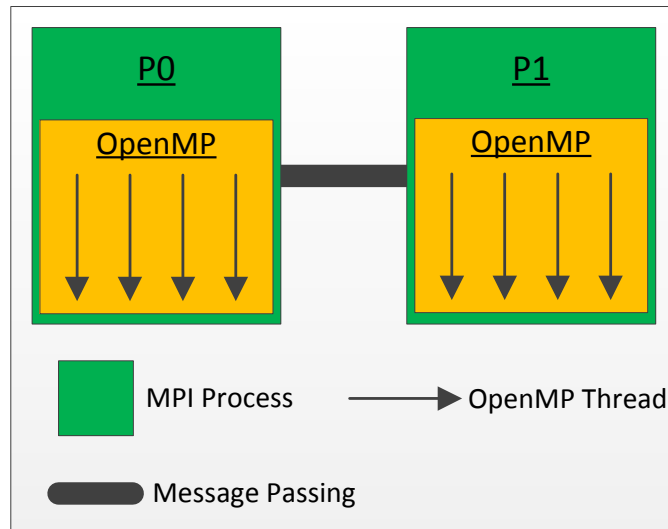 P0
P1
OpenMP
OpenMP
MPI Process
OpenMP Thread
Message Passing